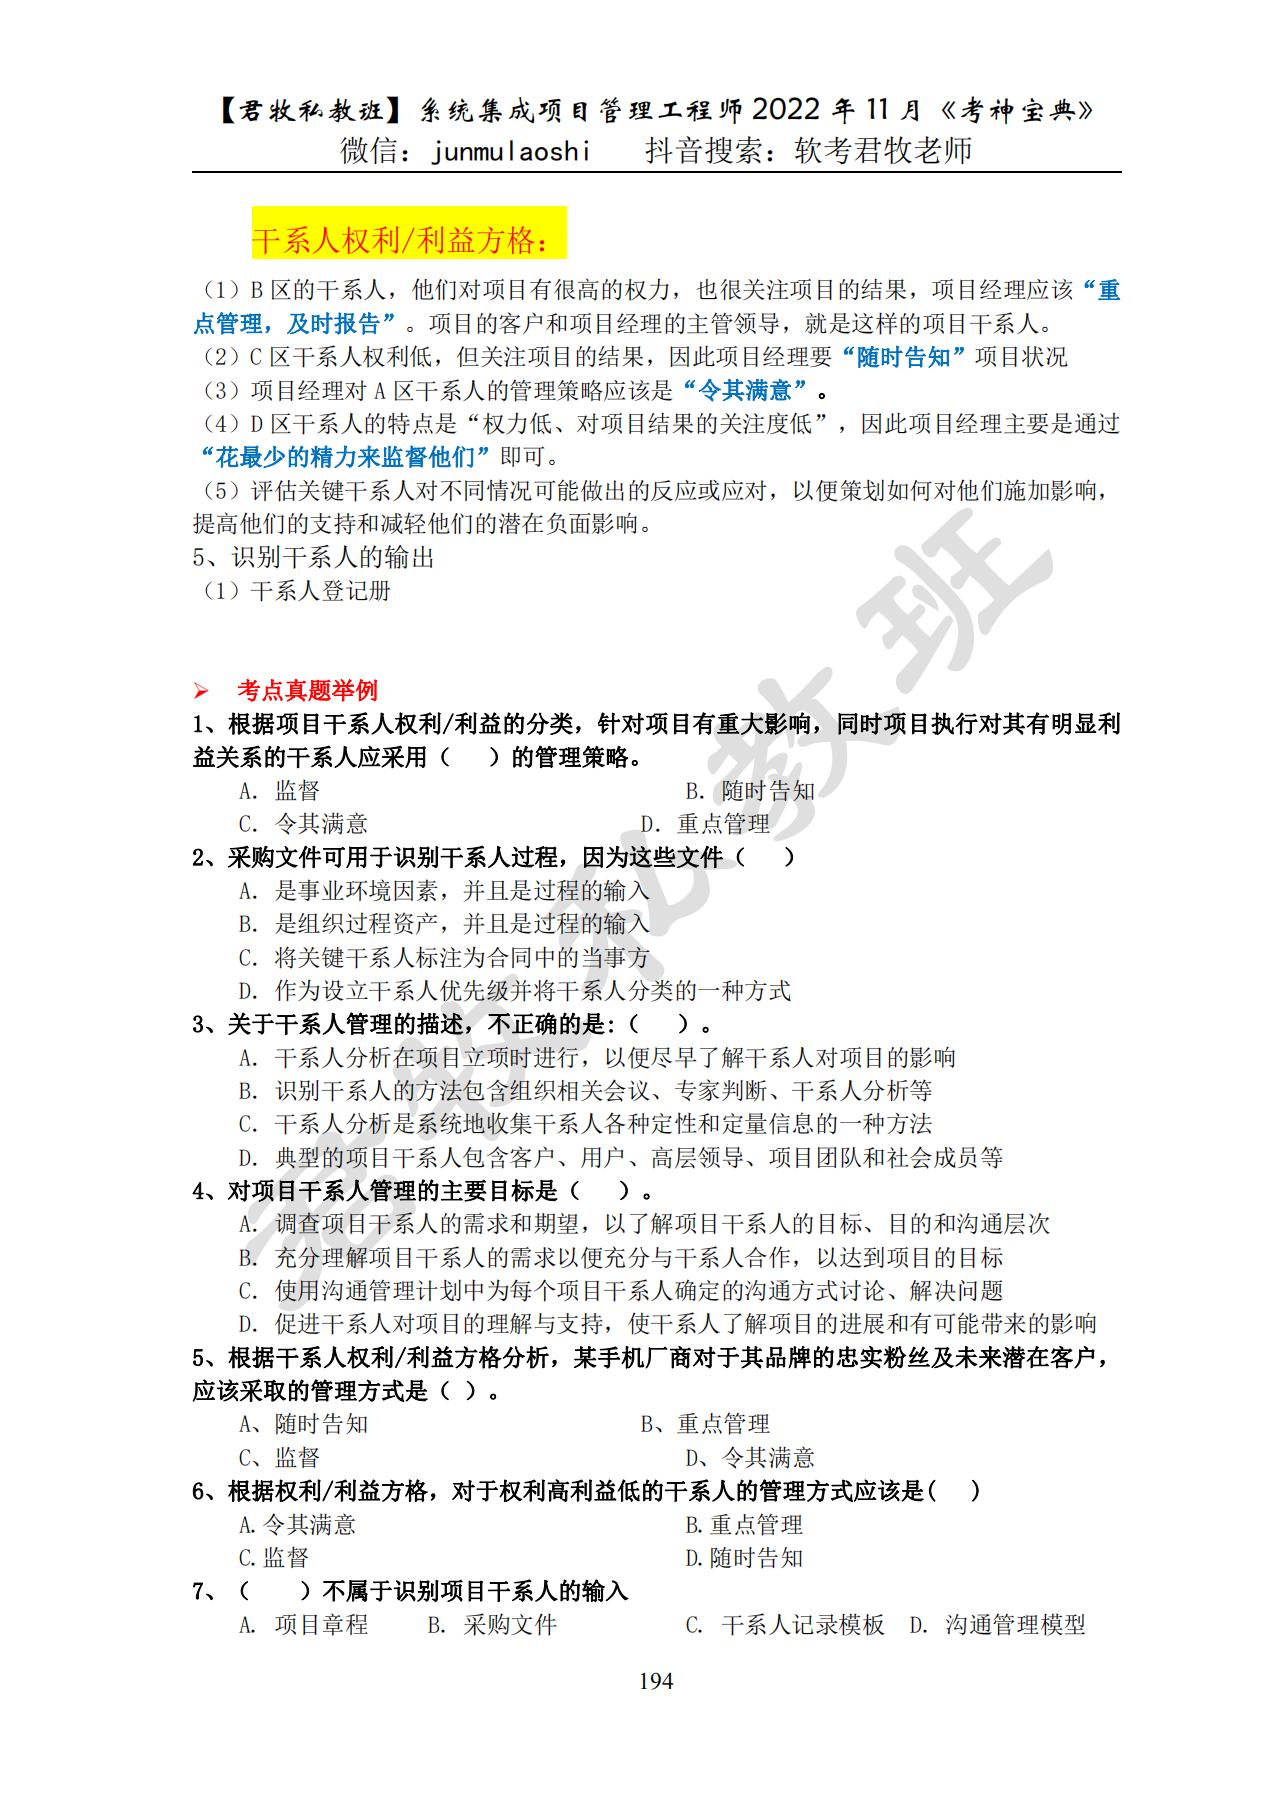 【君牧私教班】系统集成项目管理工程师 2022 年 11 月《考神宝典》
微信：junmulaoshi 抖音搜索：软考君牧老师
干系人权利/利益方格：
（1）B 区的干系人，他们对项目有很高的权力，也很关注项目的结果，项目经理应该“重
点管理，及时报告”。项目的客户和项目经理的主管领导，就是这样的项目干系人。
（2）C 区干系人权利低，但关注项目的结果，因此项目经理要“随时告知”项目状况
（3）项目经理对 A 区干系人的管理策略应该是“令其满意”。
（4）D 区干系人的特点是“权力低、对项目结果的关注度低”，因此项目经理主要是通过
“花最少的精力来监督他们”即可。
（5）评估关键干系人对不同情况可能做出的反应或应对，以便策划如何对他们施加影响，
提高他们的支持和减轻他们的潜在负面影响。
5、识别干系人的输出
（1）干系人登记册
➢ 考点真题举例
1、根据项目干系人权利/利益的分类，针对项目有重大影响，同时项目执行对其有明显利
益关系的干系人应采用（ ）的管理策略。
A．监督 B．随时告知
C．令其满意 D．重点管理
2、采购文件可用于识别干系人过程，因为这些文件（ ）
A．是事业环境因素，并且是过程的输入
B．是组织过程资产，并且是过程的输入
C．将关键干系人标注为合同中的当事方
D．作为设立干系人优先级并将干系人分类的一种方式
3、关于干系人管理的描述，不正确的是:（ ）。
A．干系人分析在项目立项时进行，以便尽早了解干系人对项目的影响
B．识别干系人的方法包含组织相关会议、专家判断、干系人分析等
C．干系人分析是系统地收集干系人各种定性和定量信息的一种方法
D．典型的项目干系人包含客户、用户、高层领导、项目团队和社会成员等
4、对项目干系人管理的主要目标是（ ）。
A．调查项目干系人的需求和期望，以了解项目干系人的目标、目的和沟通层次
B．充分理解项目干系人的需求以便充分与干系人合作，以达到项目的目标
C．使用沟通管理计划中为每个项目干系人确定的沟通方式讨论、解决问题
D．促进干系人对项目的理解与支持，使干系人了解项目的进展和有可能带来的影响
5、根据干系人权利/利益方格分析，某手机厂商对于其品牌的忠实粉丝及未来潜在客户，
应该采取的管理方式是（ ）。
A、随时告知 B、重点管理
C、监督 D、令其满意
6、根据权利/利益方格，对于权利高利益低的干系人的管理方式应该是( )
A.令其满意 B.重点管理
C.监督 D.随时告知
7、（ ）不属于识别项目干系人的输入
A. 项目章程 B. 采购文件 C. 干系人记录模板 D. 沟通管理模型
194
君牧私教班